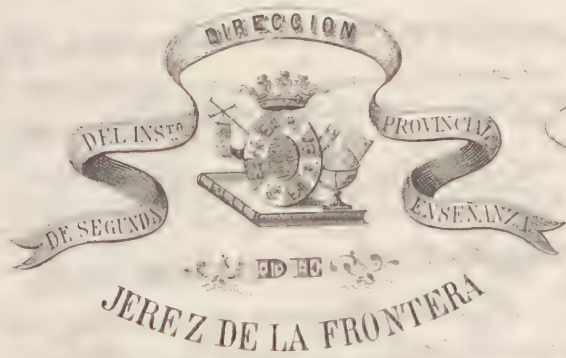 DIRECCION
DEL INSTO. PROVINCIAL
DE SEGUNDA ENSEÑANZA
DE
JEREZ DE LA FRONTERA